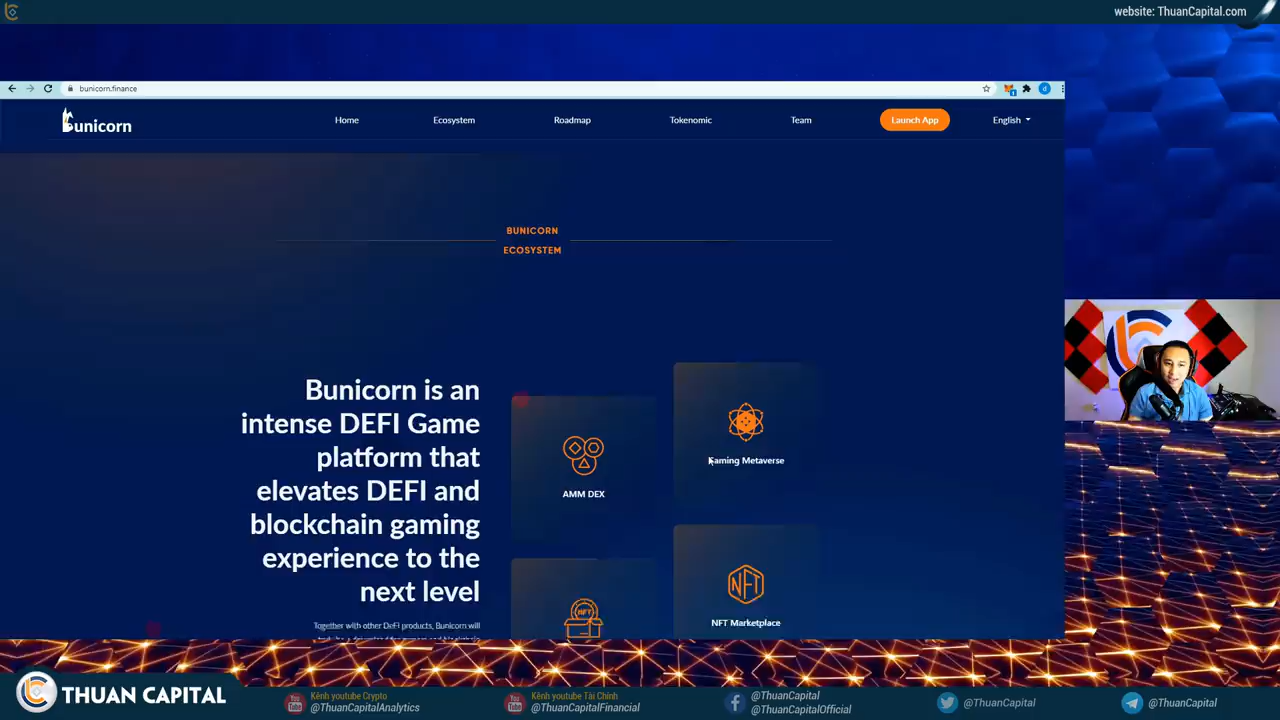 website: ThuanCapital.com
bunicorn.finance
Bunicorn
Home
Ecosystem
Roadmap
Tokenomic
Team
Launch App
English
BUNICORN
ECOSYSTEM
Bunicorn is an
intense DEFI Game
platform that
elevates DEFI and
blockchain gaming
experience to the
next level
Together with other DeFi products, Bunicorn will
AMM DEX
Gaming Metaverse
NFT
NFT
NFT Marketplace
THUAN CAPITAL
Kênh youtube Crypto
@ThuanCapitalAnalytics
Kênh youtube Tài Chính
@ThuanCapitalFinancial
@ThuanCapital
@ThuanCapitalOfficial
@ThuanCapital
@ThuanCapital